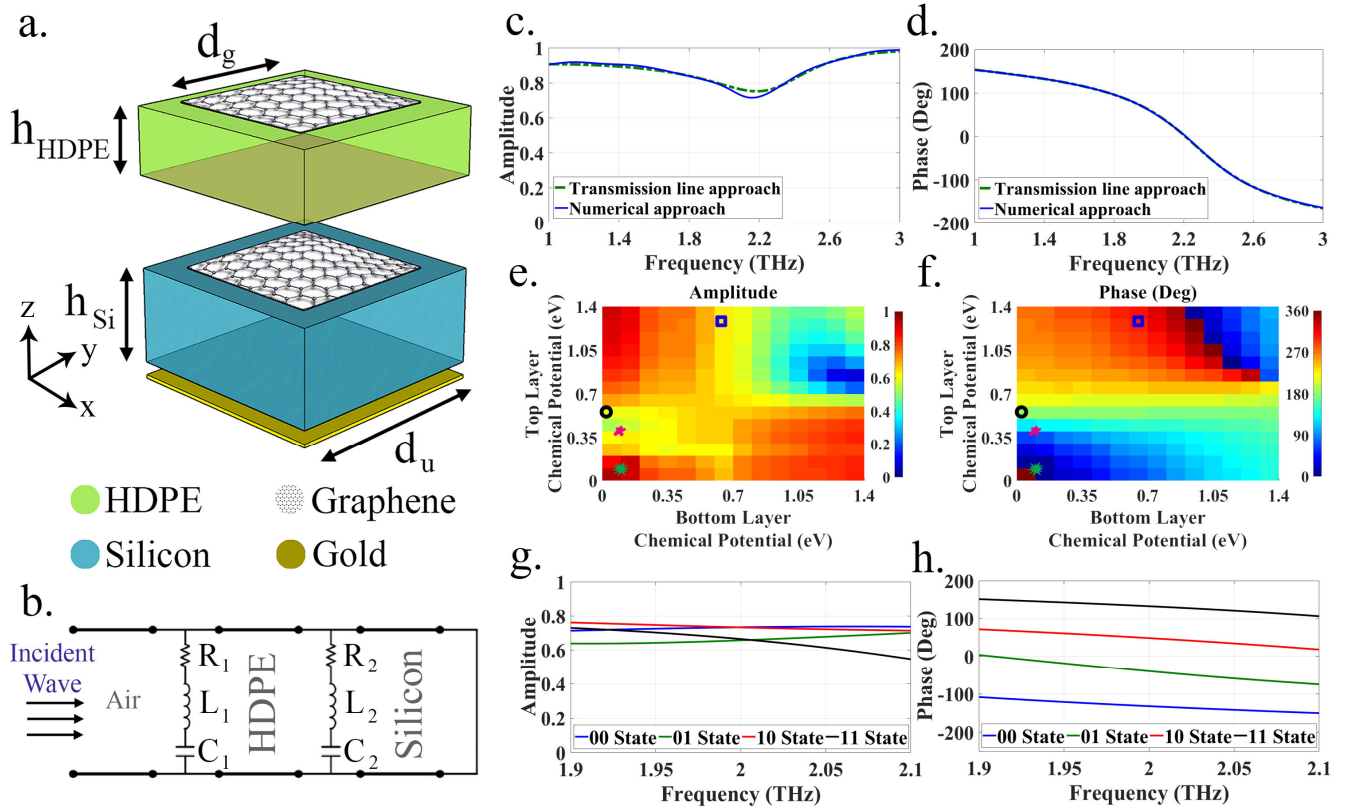 a.
d_g
h_HDPE
h_Si
z
y
x
d_u
HDPE
Graphene
Silicon
Gold
b.
Incident
Wave
Air
R_1
L_1
C_1
HDPE
R_2
L_2
C_2
Silicon
c.
Amplitude
1
0.8
0.6
0.4
0.2
0
Transmission line approach
Numerical approach
1 1.4 1.8 2.2 2.6 3
Frequency (THz)
d.
Phase (Deg)
200
100
0
-100
-200
Transmission line approach
Numerical approach
1 1.4 1.8 2.2 2.6 3
Frequency (THz)
e.
Amplitude
Top Layer
Chemical Potential (eV)
1.4
1.05
0.7
0.35
0
0 0.35 0.7 1.05 1.4
Bottom Layer
Chemical Potential (eV)
1
0.8
0.6
0.4
0.2
0
f.
Phase (Deg)
Top Layer
Chemical Potential (eV)
1.4
1.05
0.7
0.35
0
0 0.35 0.7 1.05 1.4
Bottom Layer
Chemical Potential (eV)
360
270
180
90
0
g.
Amplitude
1
0.8
0.6
0.4
0.2
0
00 State 01 State 10 State 11 State
1.9 1.95 2 2.05 2.1
Frequency (THz)
h.
Phase (Deg)
200
100
0
-100
-200
00 State 01 State 10 State 11 State
1.9 1.95 2 2.05 2.1
Frequency (THz)